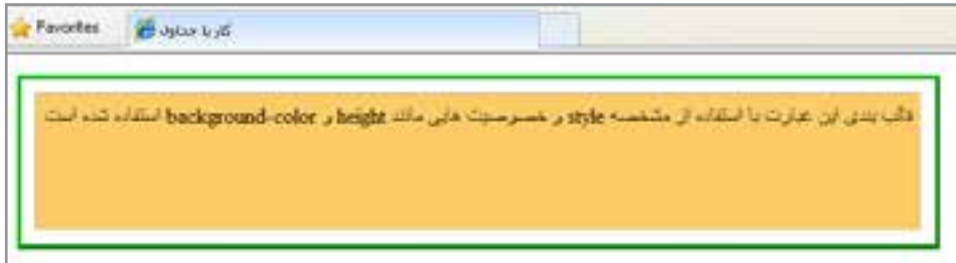 Favorites
کار با جداول
قالب بندی این عبارت با استفاده از مشخصه style و خصوصیت هایی مانند height و background-color استفاده شده است